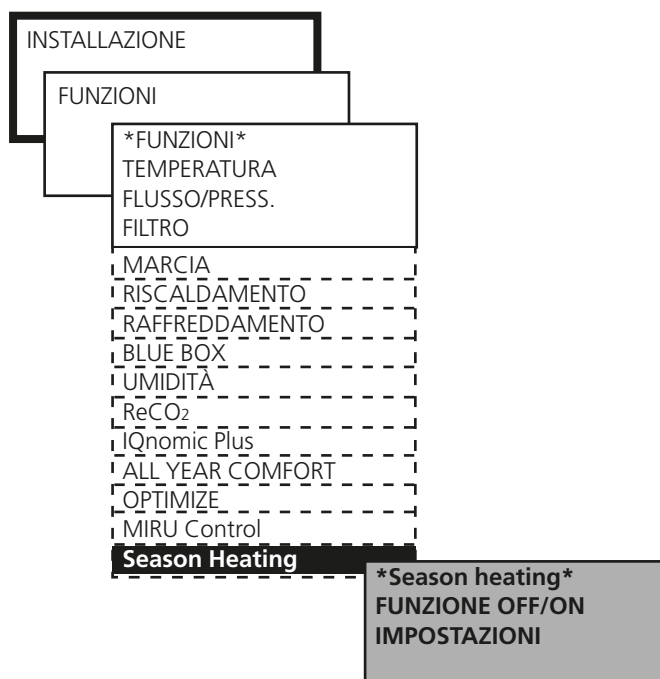 INSTALLAZIONE
FUNZIONI
*FUNZIONI*
TEMPERATURA
FLUSSO/PRESS.
FILTRO
MARCIA
RISCALDAMENTO
RAFFREDDAMENTO
BLUE BOX
UMIDITÀ
ReCO2
IQnomic Plus
ALL YEAR COMFORT
OPTIMIZE
MIRU Control
Season Heating
*Season heating*
FUNZIONE OFF/ON
IMPOSTAZIONI